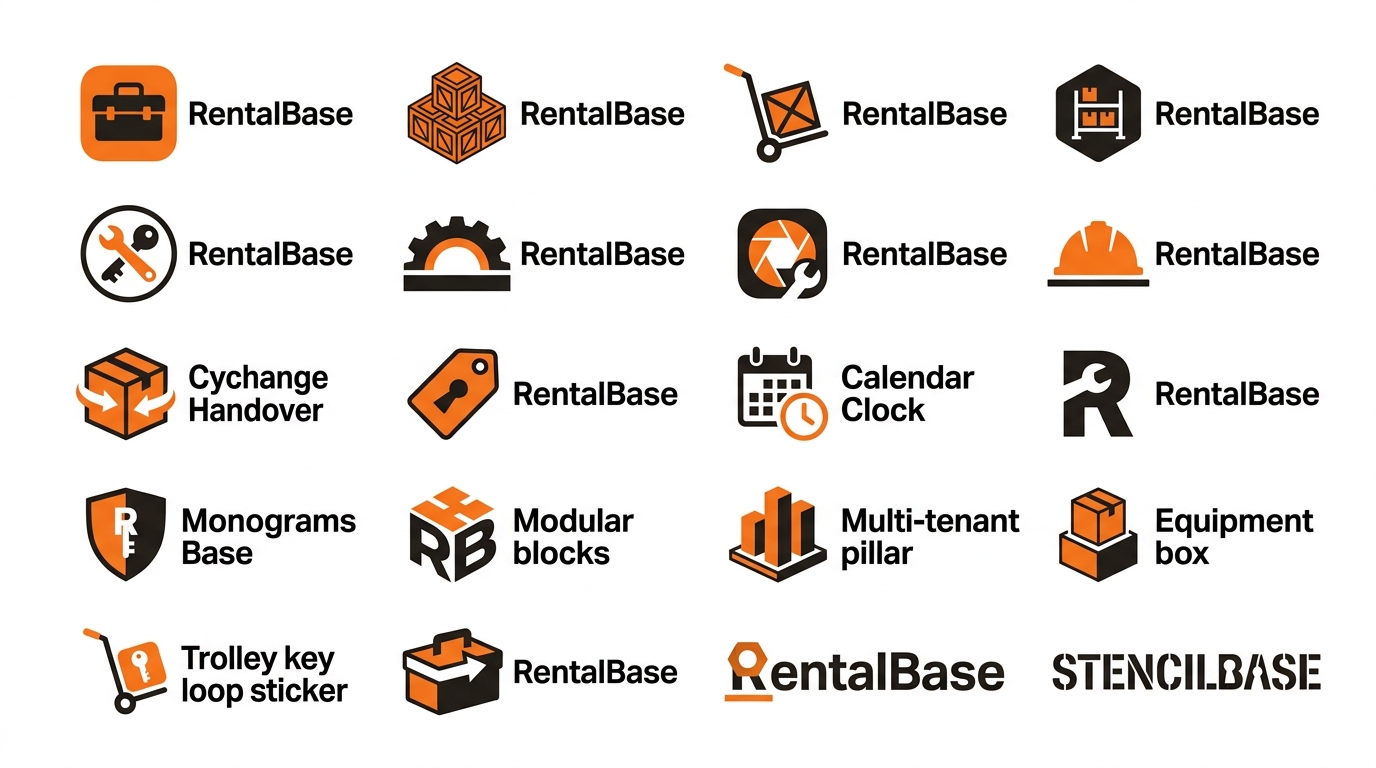 RentalBase
RentalBase
RentalBase
RentalBase
RentalBase
RentalBase
RentalBase
RentalBase
Cychange
Handover
RentalBase
Calendar
Clock
R
RentalBase
R
Monograms
Base
RB
Modular
blocks
Multi-tenant
pillar
Equipment
box
Trolley key
loop sticker
RentalBase
RentalBase
STENCILBASE